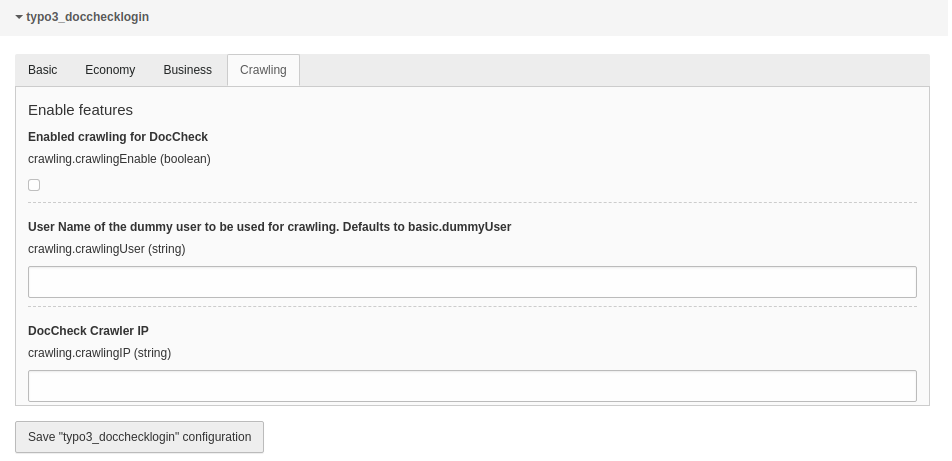 typo3_docchecklogin
Basic Economy Business Crawling
Enable features
Enabled crawling for DocCheck
crawling.crawlingEnable (boolean)
User Name of the dummy user to be used for crawling. Defaults to basic.dummyUser
crawling.crawlingUser (string)
DocCheck Crawler IP
crawling.crawlingIP (string)
Save "typo3_docchecklogin" configuration